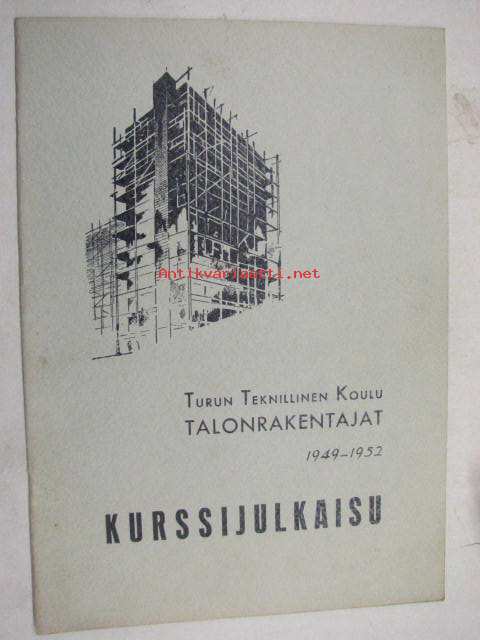 Antikvariaatti.net
TURUN TEKNILLINEN KOULU
TALONRAKENTAJAT
1949-1952
KURSSIJULKAISU